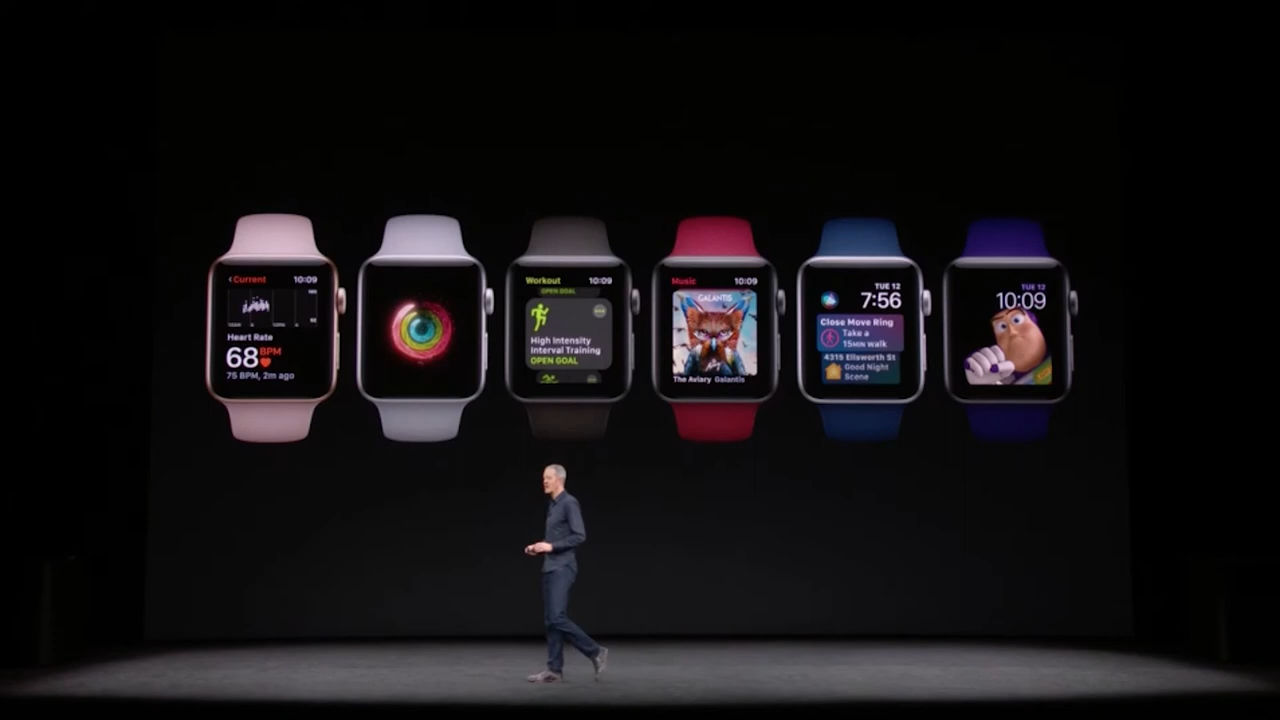 Current 10:09
Heart Rate
68 BPM
75 BPM, 2m ago
Workout 10:09
OPEN GOAL
High Intensity
Interval Training
OPEN GOAL
Music 10:09
GALANTIS
The Aviary Galantis
TUE 12
7:56
Close Move Ring
Take a
15MIN walk
4315 Ellsworth St
Good Night
Scene
TUE 12
10:09